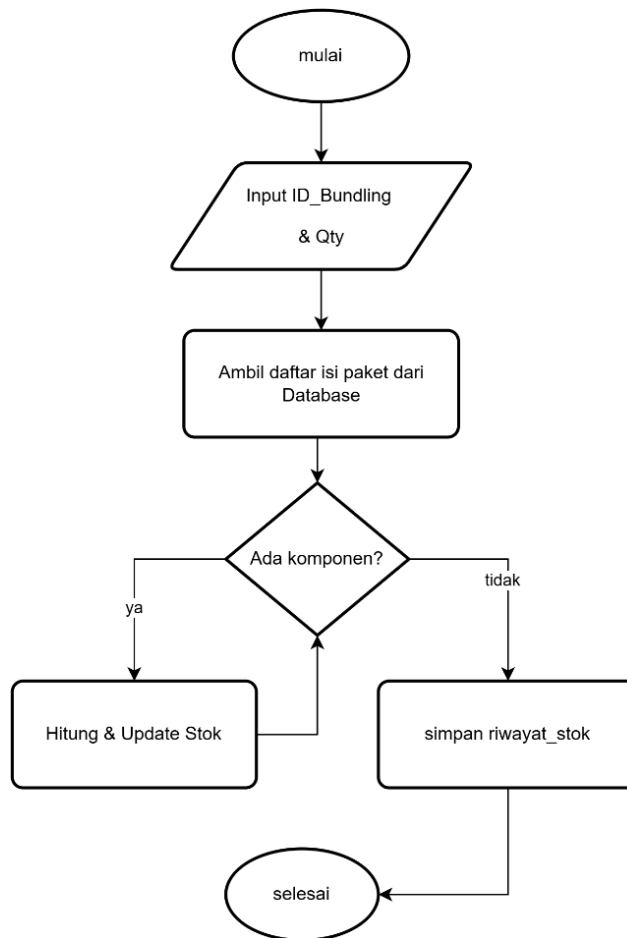 mulai
Input ID_Bundling
& Qty
Ambil daftar isi paket dari
Database
Ada komponen?
ya
tidak
Hitung & Update Stok
simpan riwayat_stok
selesai